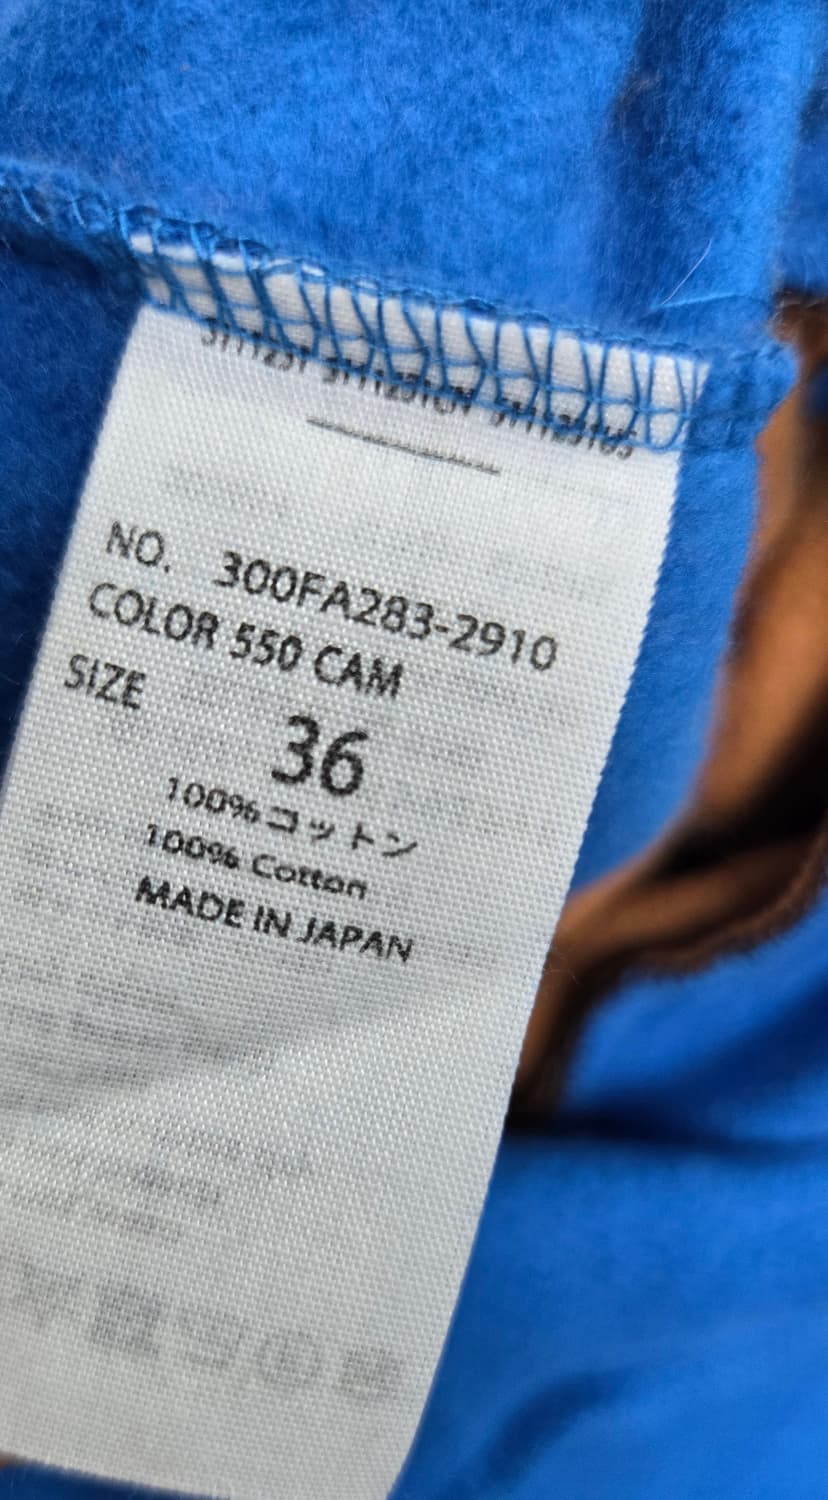 NO. 300FA283-2910
COLOR 550 CAM
SIZE
36
100%コットン
100% Cotton
MADE IN JAPAN